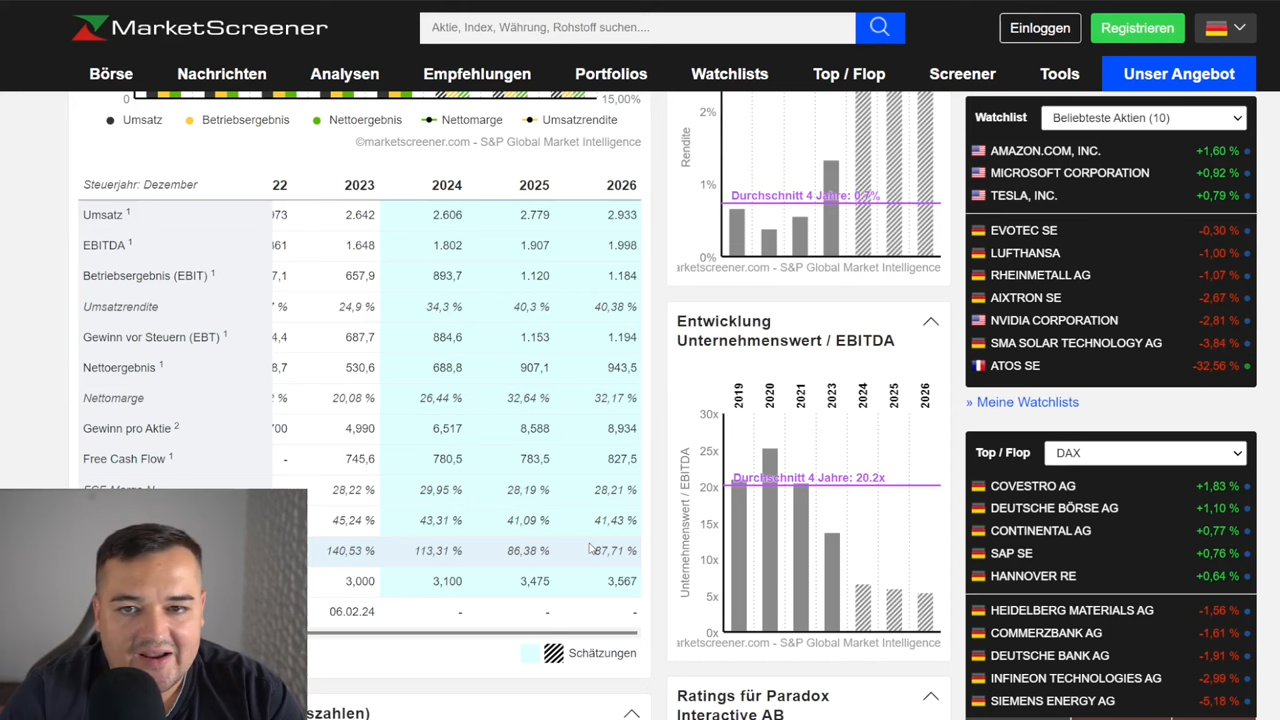 MarketScreener
Aktie, Index, Währung, Rohstoff suchen....
Einloggen
Registrieren
Börse Nachrichten Analysen Empfehlungen Portfolios Watchlists Top / Flop Screener Tools Unser Angebot
0 15,00%
Umsatz Betriebsergebnis Nettoergebnis Nettomarge Umsatzrendite
©marketscreener.com - S&P Global Market Intelligence
Steuerjahr: Dezember 22 2023 2024 2025 2026
Umsatz 1 973 2.642 2.606 2.779 2.933
EBITDA 1 361 1.648 1.802 1.907 1.998
Betriebsergebnis (EBIT) 1 7,1 657,9 893,7 1.120 1.184
Umsatzrendite % 24,9 % 34,3 % 40,3 % 40,38 %
Gewinn vor Steuern (EBT) 1 4,4 687,7 884,6 1.153 1.194
Nettoergebnis 1 8,7 530,6 688,8 907,1 943,5
Nettomarge % 20,08 % 26,44 % 32,64 % 32,17 %
Gewinn pro Aktie 2 700 4,990 6,517 8,588 8,934
Free Cash Flow 1 - 745,6 780,5 783,5 827,5
28,22 % 29,95 % 28,19 % 28,21 %
45,24 % 43,31 % 41,09 % 41,43 %
140,53 % 113,31 % 86,38 % 87,71 %
3,000 3,100 3,475 3,567
06.02.24 - - -
Schätzungen
szahlen)
Rendite
2%
1%
0%
Durchschnitt 4 Jahre: 0.7%
arketscreener.com - S&P Global Market Intelligence
Entwicklung
Unternehmenswert / EBITDA
2019 2020 2021 2023 2024 2025 2026
Unternehmenswert / EBITDA
30x
25x
20x
15x
10x
5x
0x
Durchschnitt 4 Jahre: 20.2x
arketscreener.com - S&P Global Market Intelligence
Ratings für Paradox
Interactive AB
Watchlist Beliebteste Aktien (10)
AMAZON.COM, INC. +1,60 %
MICROSOFT CORPORATION +0,92 %
TESLA, INC. +0,79 %
EVOTEC SE -0,30 %
LUFTHANSA -1,00 %
RHEINMETALL AG -1,07 %
AIXTRON SE -2,67 %
NVIDIA CORPORATION -2,81 %
SMA SOLAR TECHNOLOGY AG -3,84 %
ATOS SE -32,56 %
» Meine Watchlists
Top / Flop DAX
COVESTRO AG +1,83 %
DEUTSCHE BÖRSE AG +1,10 %
CONTINENTAL AG +0,77 %
SAP SE +0,76 %
HANNOVER RE +0,64 %
HEIDELBERG MATERIALS AG -1,56 %
COMMERZBANK AG -1,61 %
DEUTSCHE BANK AG -1,91 %
INFINEON TECHNOLOGIES AG -2,99 %
SIEMENS ENERGY AG -5,18 %